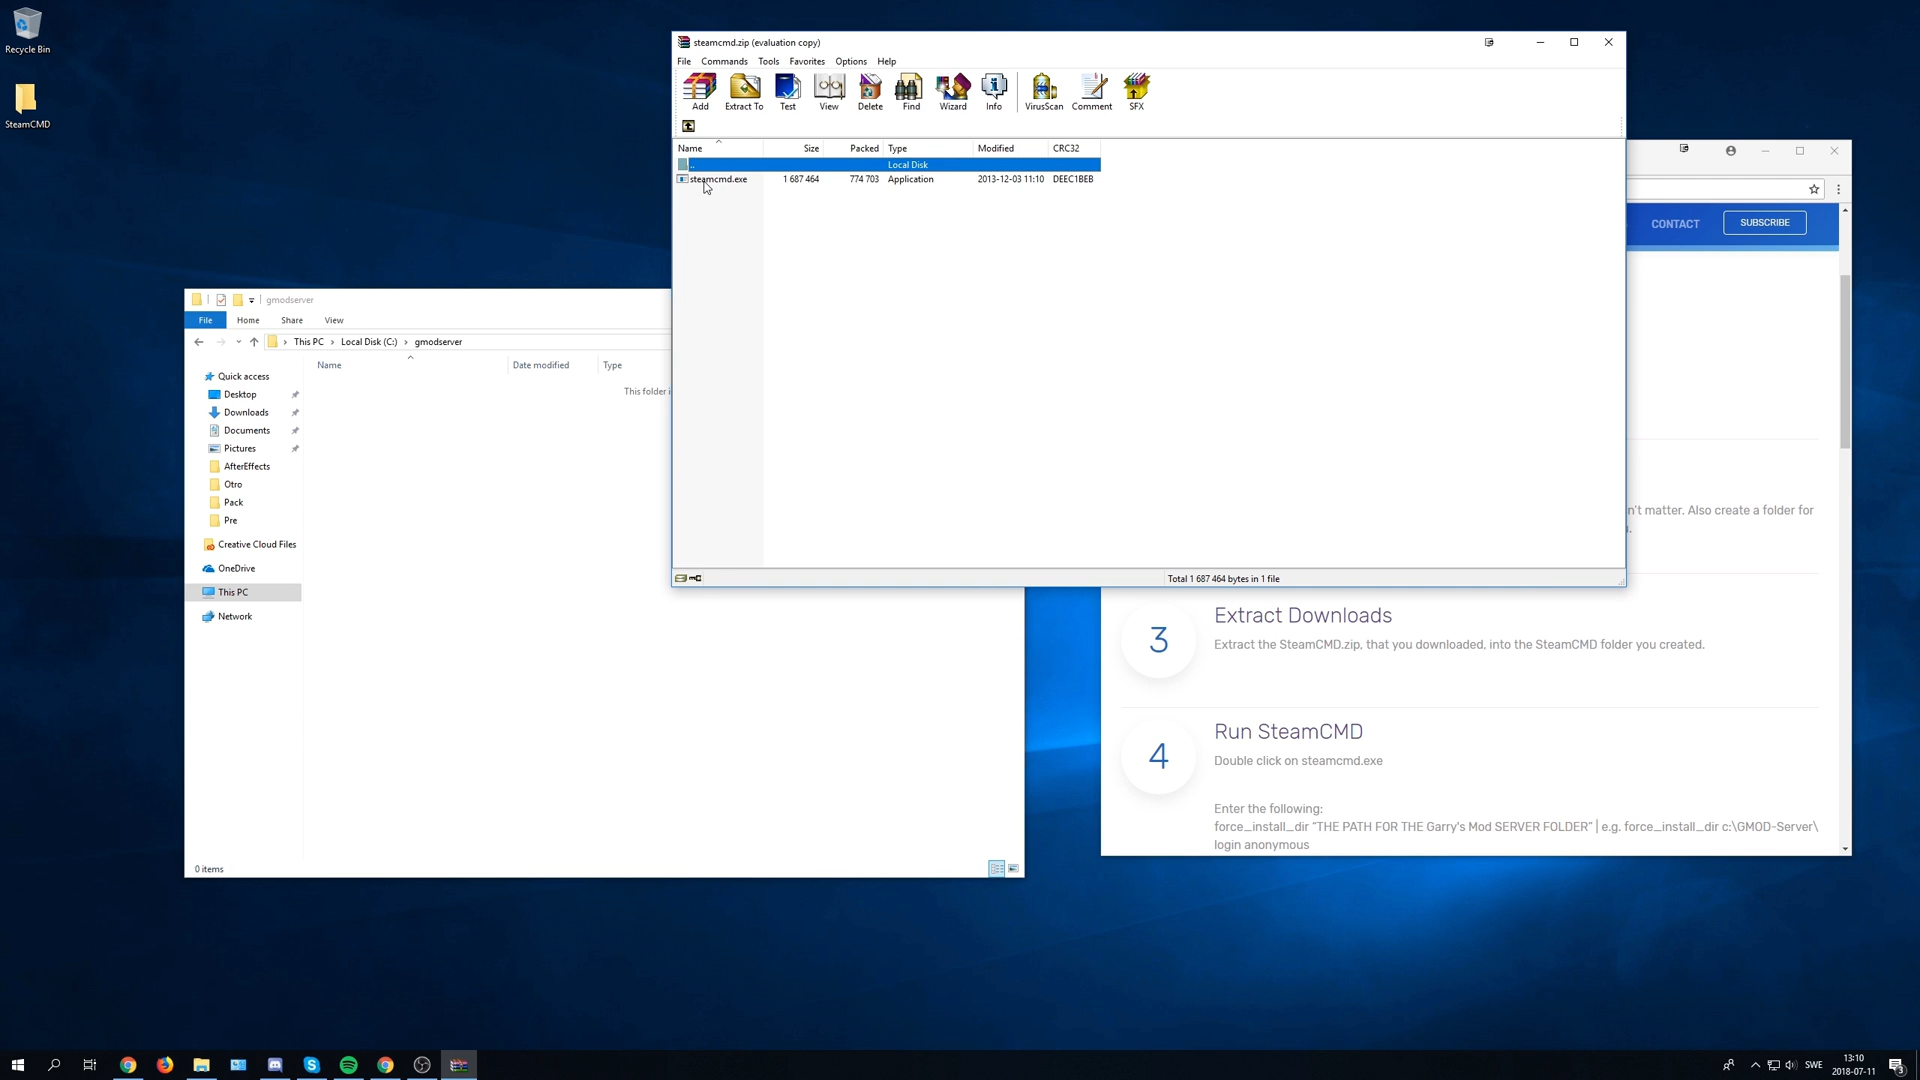 Recycle Bin
SteamCMD
steamcmd.zip (evaluation copy)
File Commands Tools Favorites Options Help
Add Extract To Test View Delete Find Wizard Info VirusScan Comment SFX
Name Size Packed Type Modified CRC32
.. Local Disk
steamcmd.exe 1 687 464 774 703 Application 2013-12-03 11:10 DEEC1BEB
Total 1 687 464 bytes in 1 file
gmodserver
File Home Share View
This PC Local Disk (C:) gmodserver
Name Date modified Type
This folder i
Quick access
Desktop
Downloads
Documents
Pictures
AfterEffects
Otro
Pack
Pre
Creative Cloud Files
OneDrive
This PC
Network
0 items
CONTACT SUBSCRIBE
n't matter. Also create a folder for
3
Extract Downloads
Extract the SteamCMD.zip, that you downloaded, into the SteamCMD folder you created.
4
Run SteamCMD
Double click on steamcmd.exe
Enter the following:
force_install_dir "THE PATH FOR THE Garry's Mod SERVER FOLDER" | e.g. force_install_dir c:\GMOD-Server\
login anonymous
SWE
13:10
2018-07-11
3